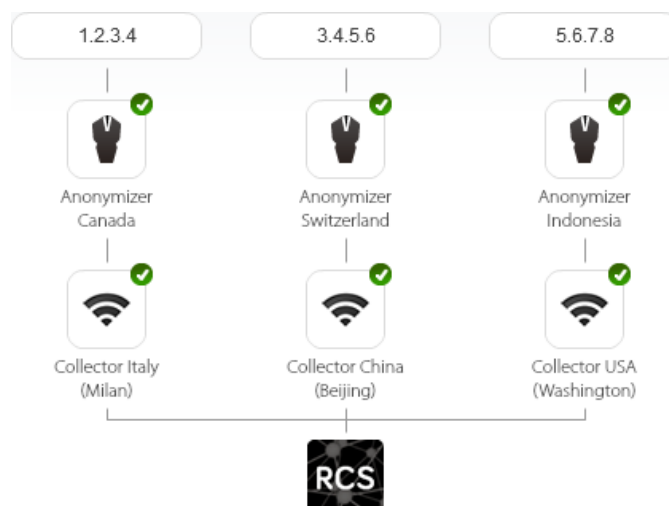 1.2.3.4
3.4.5.6
5.6.7.8
Anonymizer
Canada
Anonymizer
Switzerland
Anonymizer
Indonesia
Collector Italy
(Milan)
Collector China
(Beijing)
Collector USA
(Washington)
RCS